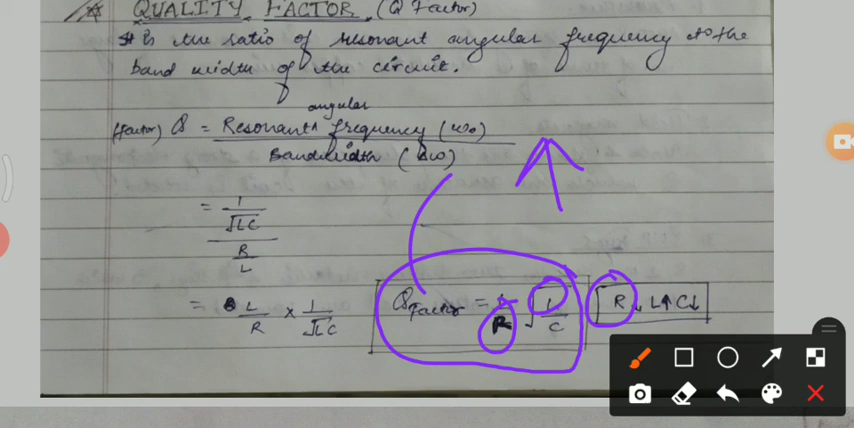 QUALITY FACTOR (Q Factor)
It is the ratio of resonant angular frequency to the
band width of the circuit.
angular
(factor) Q = Resonant^ frequency (ω₀)
Bandwidth (Δω)
= 1
√LC
R
L
= L/R × 1/√LC
Q Factor = 1/R √L/C
R↓ L↑ C↓